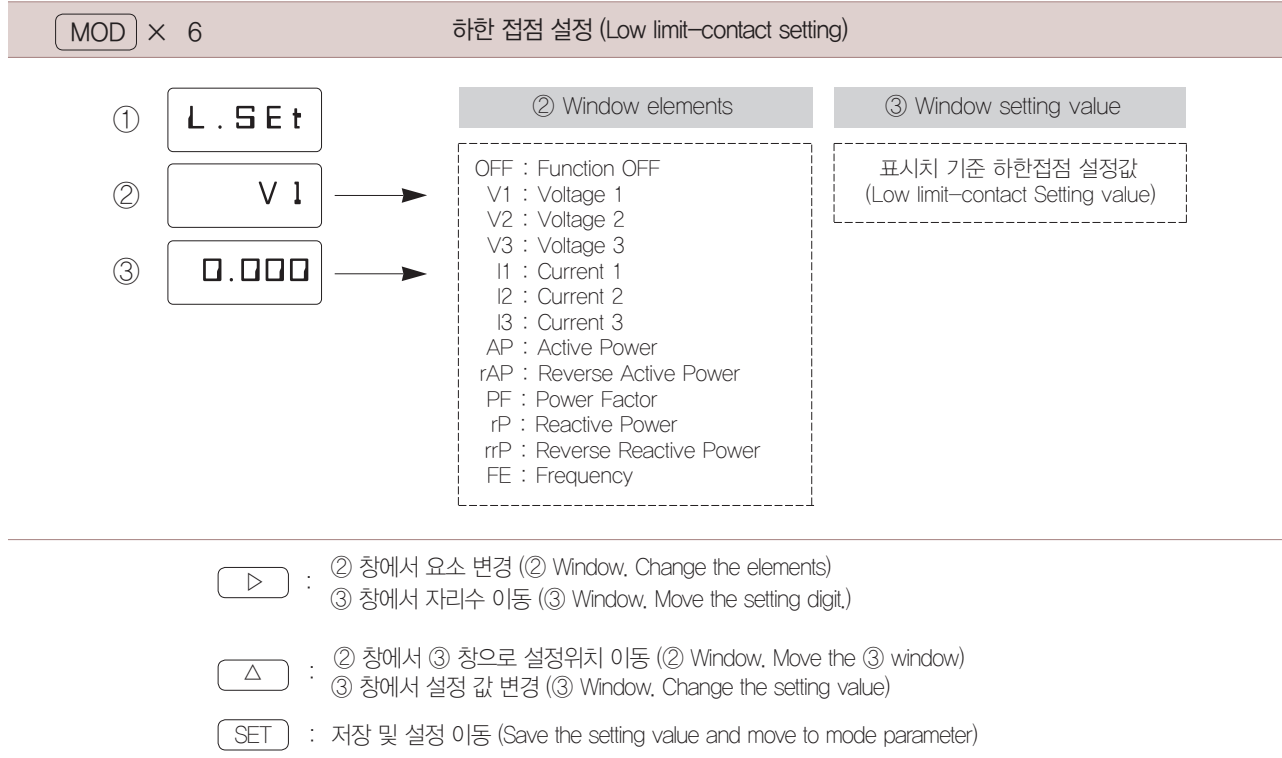 MOD × 6 하한 접점 설정 (Low limit-contact setting)
① L.SEt
② V1
③ 0.000
② Window elements
OFF : Function OFF
V1 : Voltage 1
V2 : Voltage 2
V3 : Voltage 3
I1 : Current 1
I2 : Current 2
I3 : Current 3
AP : Active Power
rAP : Reverse Active Power
PF : Power Factor
rP : Reactive Power
rrP : Reverse Reactive Power
FE : Frequency
③ Window setting value
표시치 기준 하한접점 설정값
(Low limit-contact Setting value)
▷ : ② 창에서 요소 변경 (② Window, Change the elements)
③ 창에서 자리수 이동 (③ Window, Move the setting digit.)
△ : ② 창에서 ③ 창으로 설정위치 이동 (② Window, Move the ③ window)
③ 창에서 설정 값 변경 (③ Window, Change the setting value)
SET : 저장 및 설정 이동 (Save the setting value and move to mode parameter)